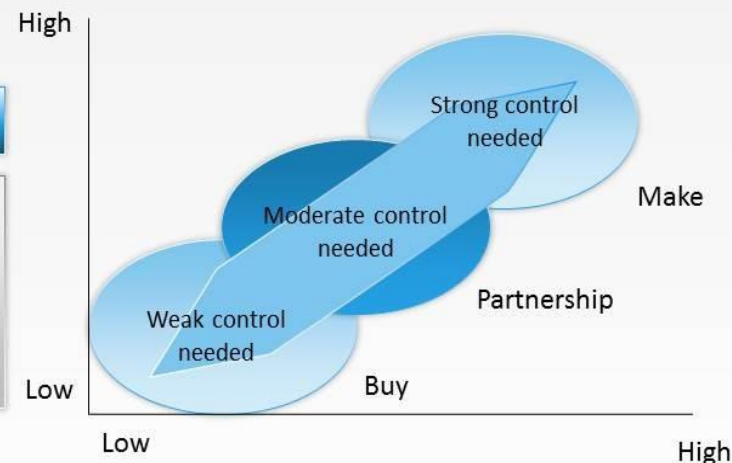 High
Strong control
needed
Make
Moderate control
needed
Partnership
Weak control
needed
Buy
Low
Low
High